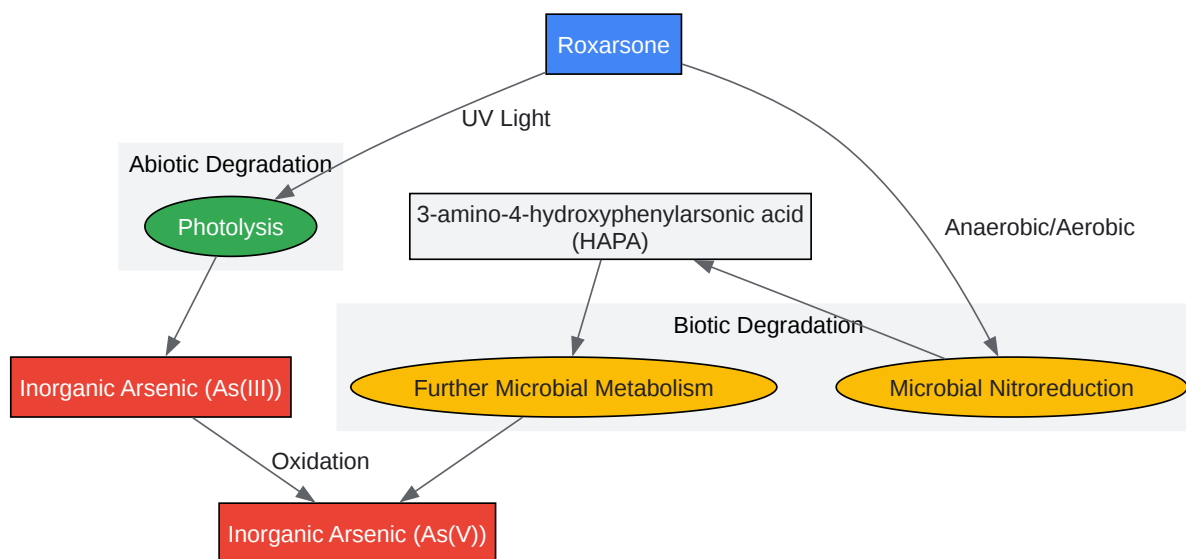 Roxarsone
UV Light
Abiotic Degradation
Photolysis
3-amino-4-hydroxyphenylarsonic acid
(HAPA)
Anaerobic/Aerobic
Biotic Degradation
Inorganic Arsenic (As(III))
Further Microbial Metabolism
Microbial Nitroreduction
Oxidation
Inorganic Arsenic (As(V))